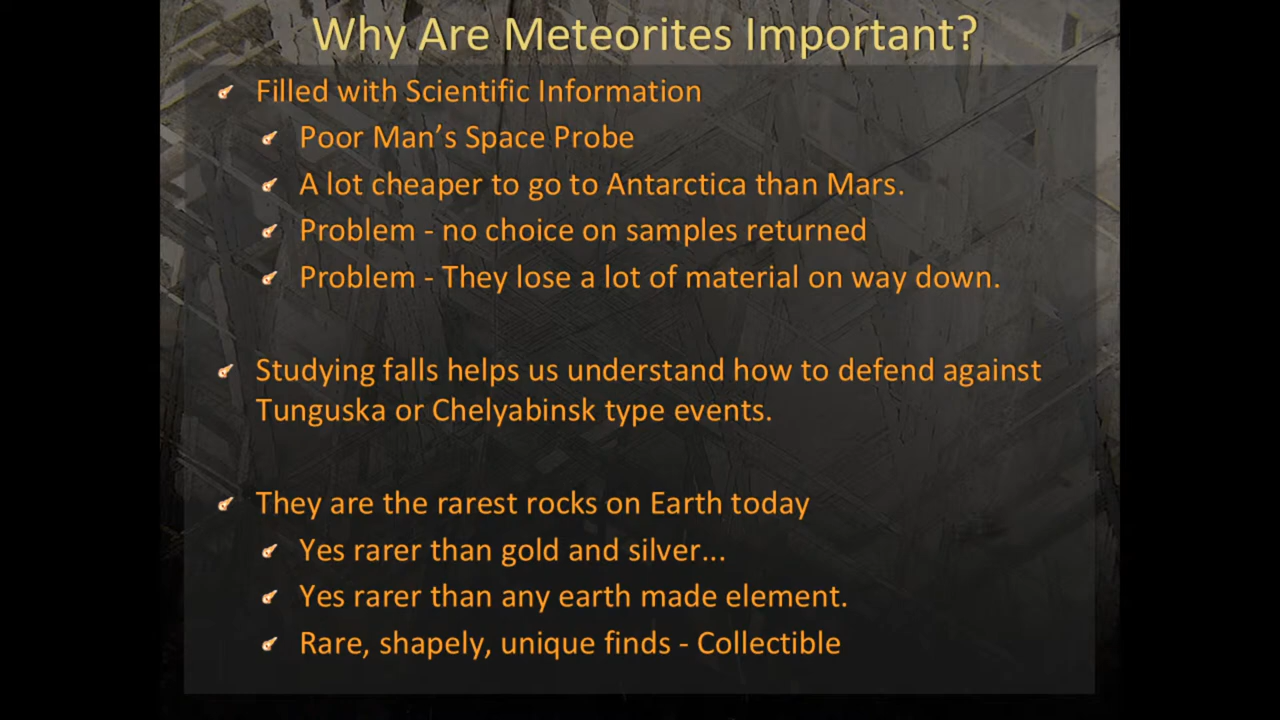 Why Are Meteorites Important?
Filled with Scientific Information
Poor Man's Space Probe
A lot cheaper to go to Antarctica than Mars.
Problem - no choice on samples returned
Problem - They lose a lot of material on way down.
Studying falls helps us understand how to defend against
Tunguska or Chelyabinsk type events.
They are the rarest rocks on Earth today
Yes rarer than gold and silver...
Yes rarer than any earth made element.
Rare, shapely, unique finds - Collectible